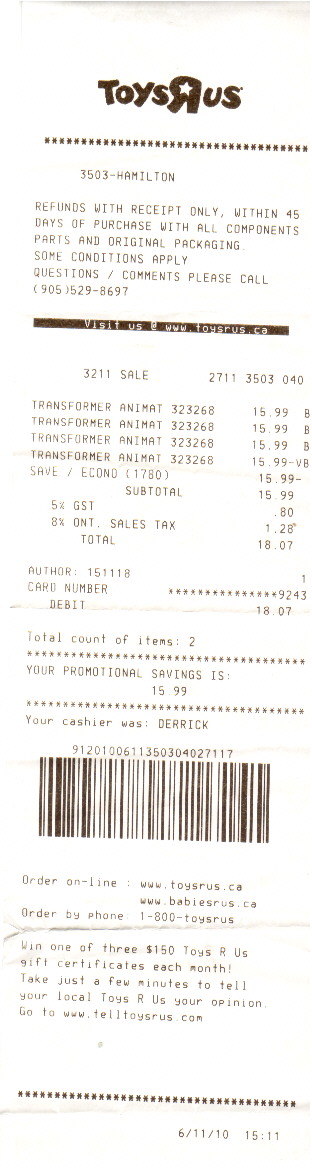 TOYSRUS
****************************************
3503-HAMILTON
REFUNDS WITH RECEIPT ONLY, WITHIN 45
DAYS OF PURCHASE WITH ALL COMPONENTS
PARTS AND ORIGINAL PACKAGING.
SOME CONDITIONS APPLY
QUESTIONS / COMMENTS PLEASE CALL
(905)529-8697
Visit us @ www.toysrus.ca
3211 SALE 2711 3503 040
TRANSFORMER ANIMAT 323268 15.99 B
TRANSFORMER ANIMAT 323268 15.99 B
TRANSFORMER ANIMAT 323268 15.99 B
TRANSFORMER ANIMAT 323268 15.99-VB
SAVE / ECOND (1780) 15.99-
SUBTOTAL 15.99
5% GST .80
8% ONT. SALES TAX 1.28
TOTAL 18.07
AUTHOR: 151118 1
CARD NUMBER ***************9243
DEBIT 18.07
Total count of items: 2
****************************************
YOUR PROMOTIONAL SAVINGS IS:
15.99
****************************************
Your cashier was: DERRICK
9120100611350304027117
Order on-line : www.toysrus.ca
www.babiesrus.ca
Order by phone: 1-800-toysrus
Win one of three $150 Toys R Us
gift certificates each month!
Take just a few minutes to tell
your local Toys R Us your opinion.
Go to www.telltoysrus.com
****************************************
6/11/10 15:11